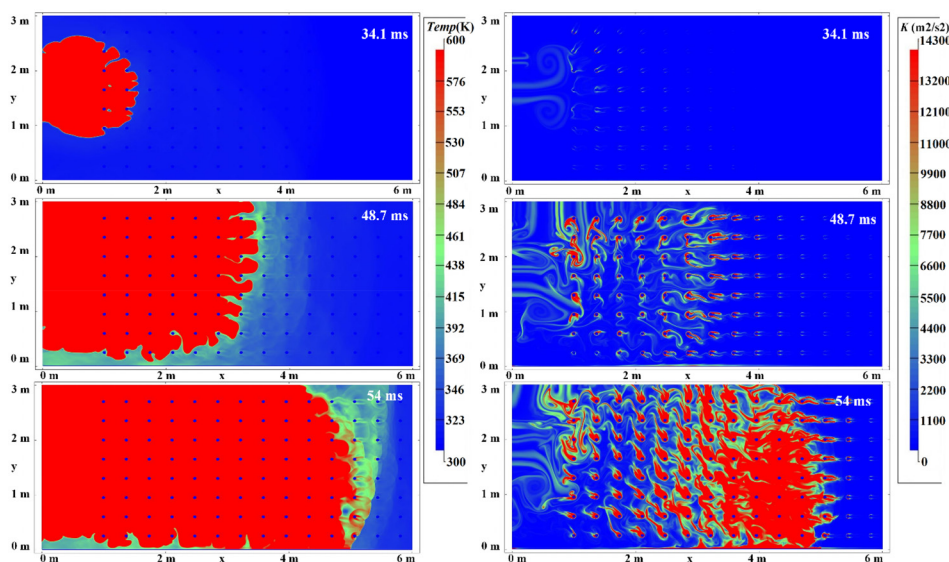 3 m
2 m
y
1 m
0 m
0 m 2 m x 4 m 6 m
34.1 ms
3 m
2 m
y
1 m
0 m
0 m 2 m x 4 m 6 m
48.7 ms
3 m
2 m
y
1 m
0 m
0 m 2 m x 4 m 6 m
54 ms
Temp(K)
600
576
553
530
507
484
461
438
415
392
369
346
323
300
3 m
2 m
y
1 m
0 m
0 m 2 m x 4 m 6 m
34.1 ms
3 m
2 m
y
1 m
0 m
0 m 2 m x 4 m 6 m
48.7 ms
3 m
2 m
y
1 m
0 m
0 m 2 m x 4 m 6 m
54 ms
K (m2/s2)
14300
13200
12100
11000
9900
8800
7700
6600
5500
4400
3300
2200
1100
0